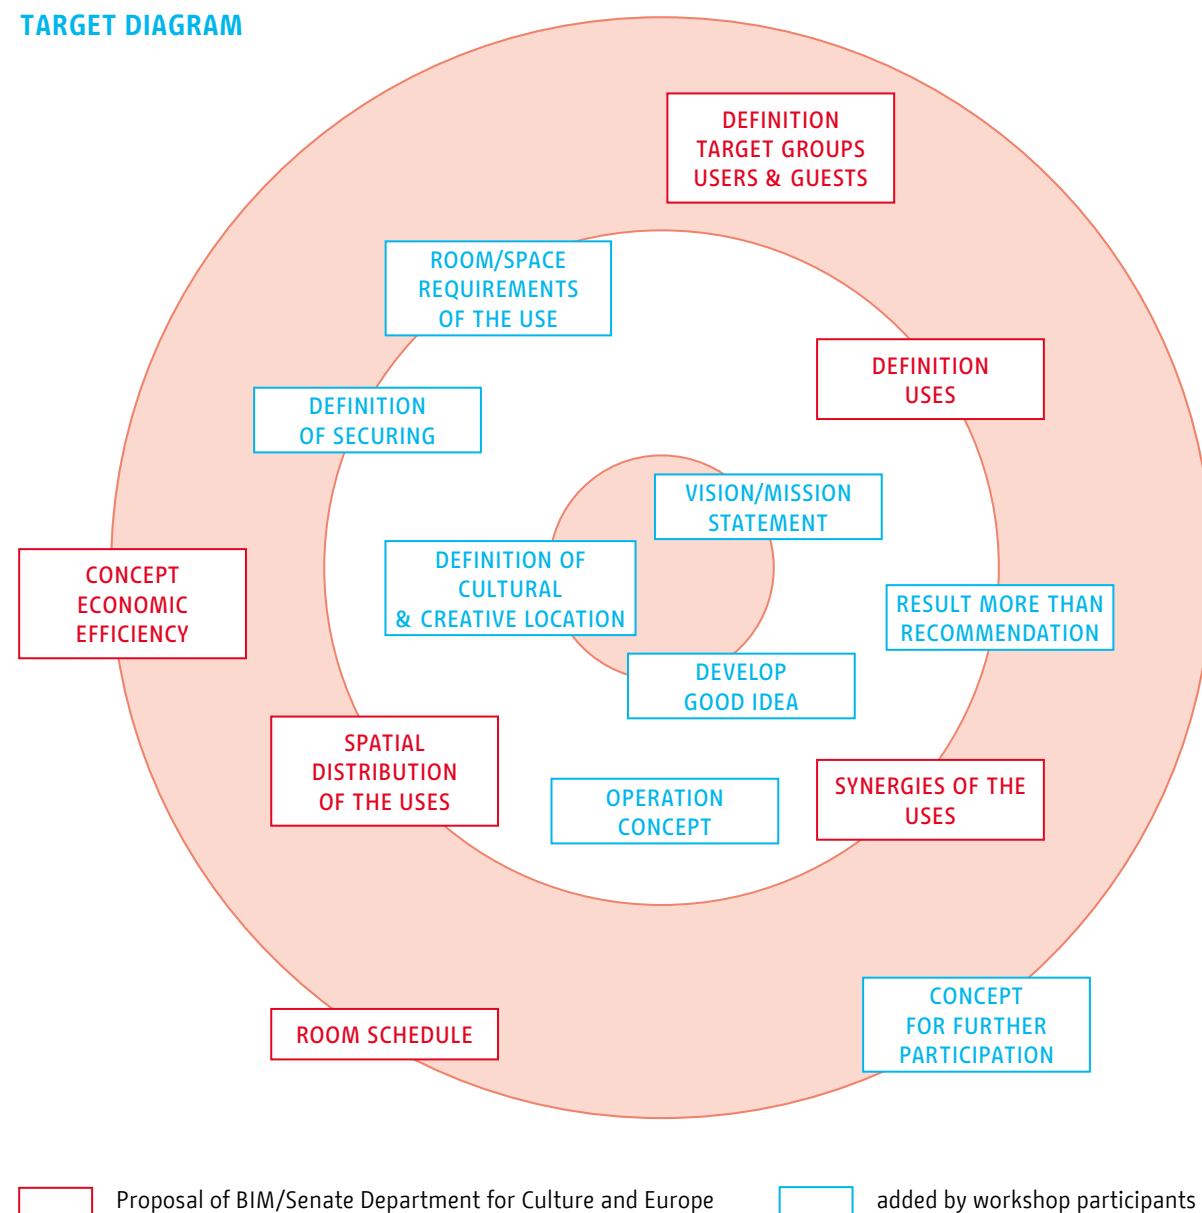 TARGET DIAGRAM
DEFINITION
TARGET GROUPS
USERS & GUESTS
ROOM/SPACE
REQUIREMENTS
OF THE USE
DEFINITION
USES
DEFINITION
OF SECURING
VISION/MISSION
STATEMENT
DEFINITION OF
CULTURAL
& CREATIVE LOCATION
CONCEPT
ECONOMIC
EFFICIENCY
RESULT MORE THAN
RECOMMENDATION
DEVELOP
GOOD IDEA
SPATIAL
DISTRIBUTION
OF THE USES
OPERATION
CONCEPT
SYNERGIES OF THE
USES
CONCEPT
FOR FURTHER
PARTICIPATION
ROOM SCHEDULE
Proposal of BIM/Senate Department for Culture and Europe
added by workshop participants